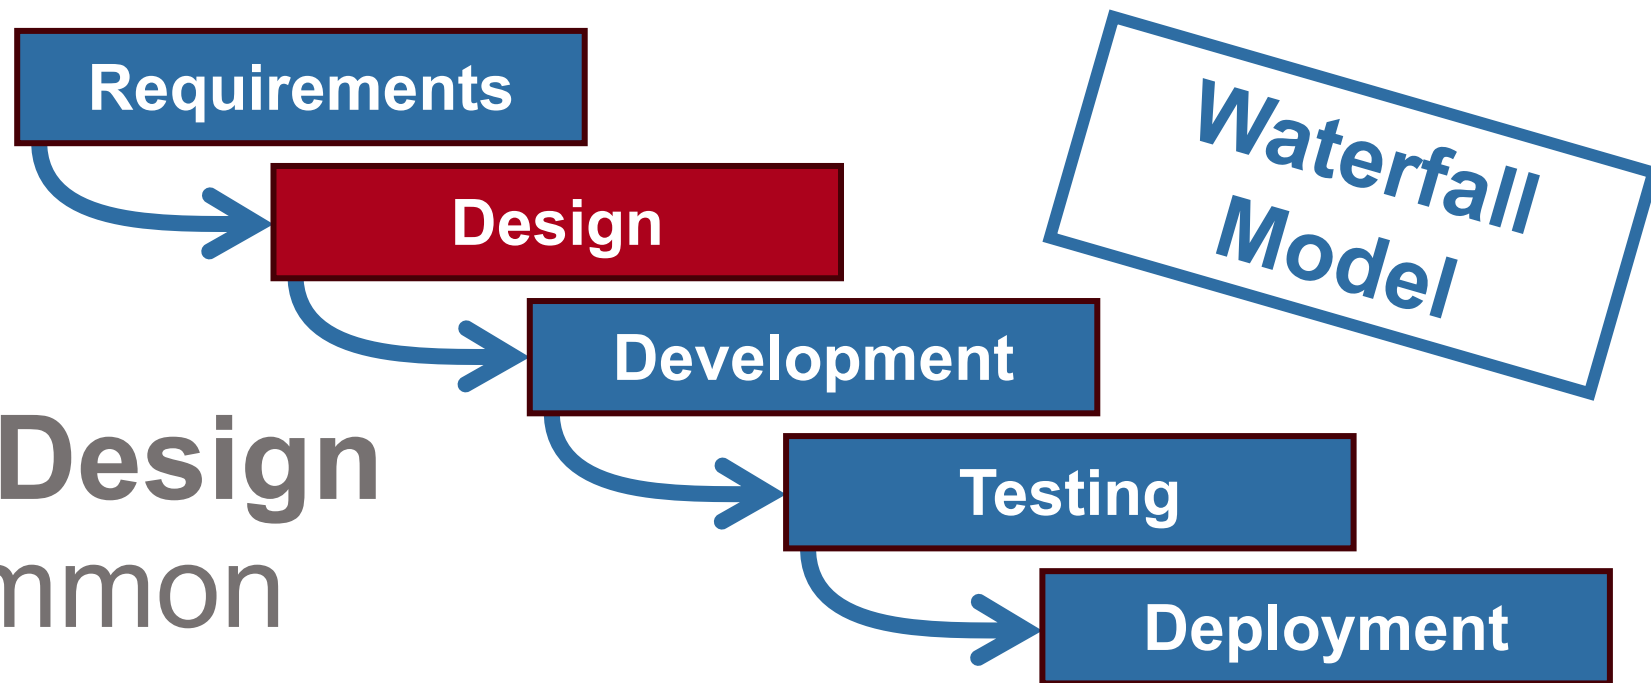 Requirements
Waterfall
Model
Design
Development
Design
Testing
mmon
Deployment